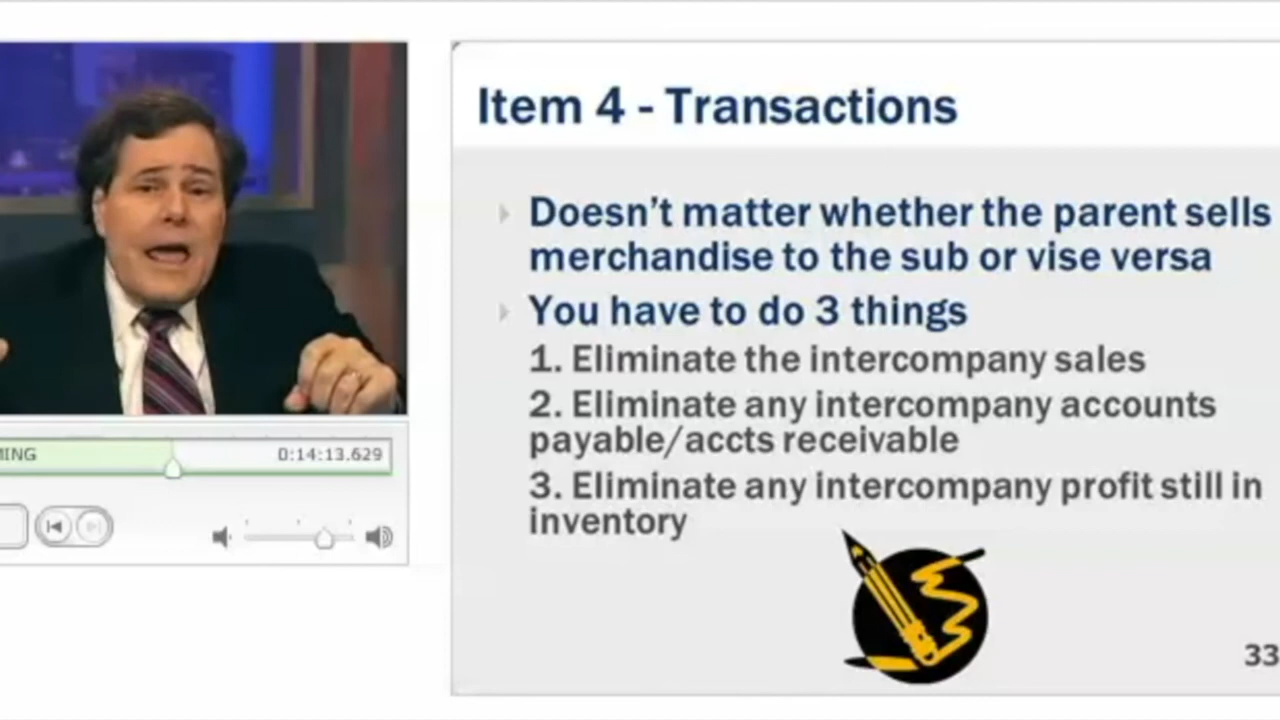 Item 4 - Transactions
Doesn't matter whether the parent sells
merchandise to the sub or vise versa
You have to do 3 things
1. Eliminate the intercompany sales
2. Eliminate any intercompany accounts
payable/accts receivable
3. Eliminate any intercompany profit still in
inventory
MING 0:14:13.629
33